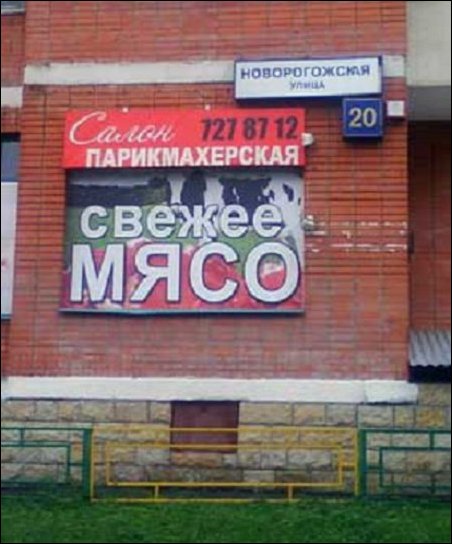 НОВОРОГОЖСКАЯ
УЛИЦА
20
Салон 727 87 12
ПАРИКМАХЕРСКАЯ
свежее
МЯСО